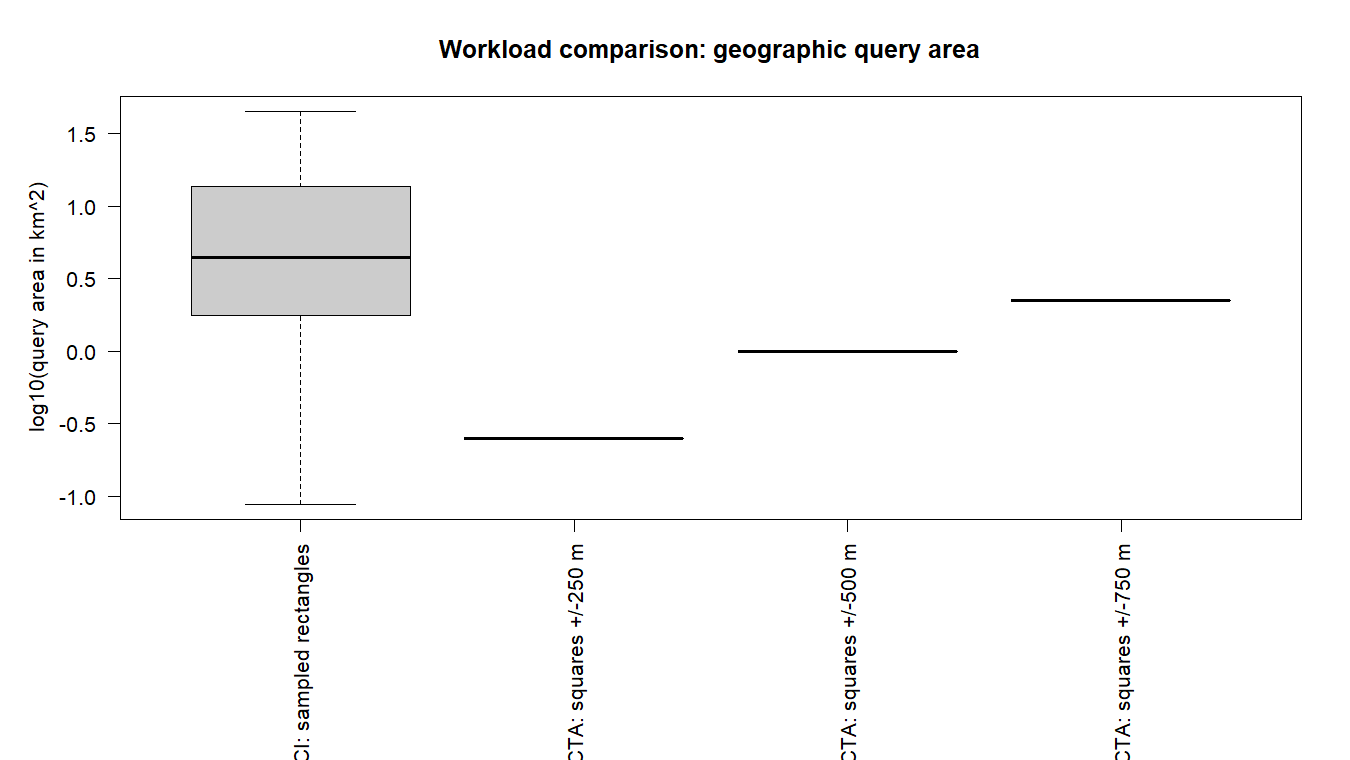 Workload comparison: geographic query area
log10(query area in km^2)
1.5
1.0
0.5
0.0
-0.5
-1.0
CI: sampled rectangles
CTA: squares +/-250 m
CTA: squares +/-500 m
CTA: squares +/-750 m